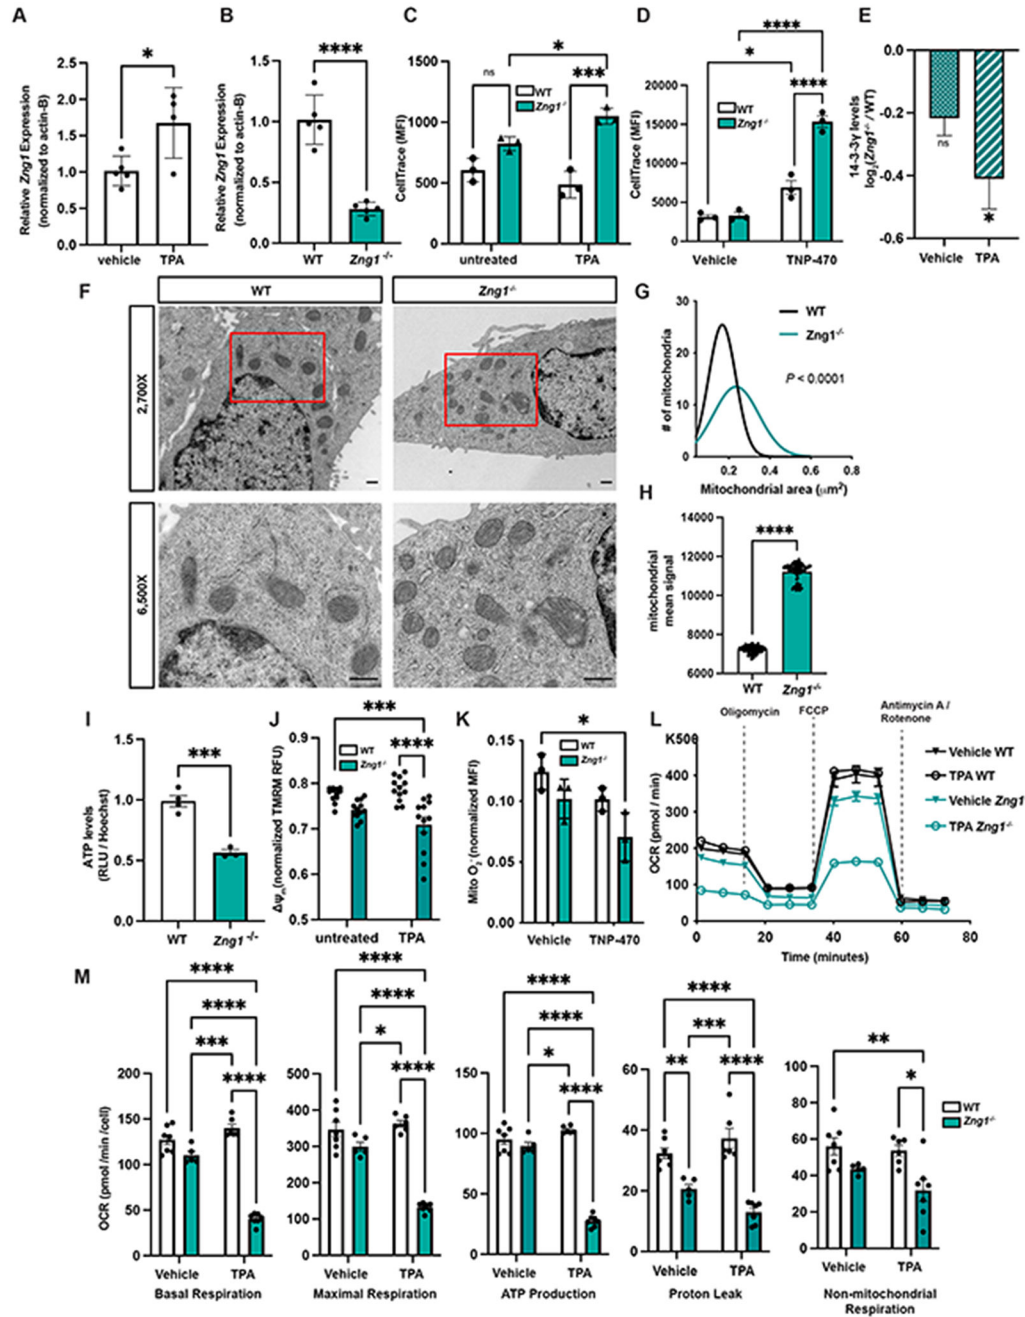 A
Relative Zng1 Expression
(normalized to actin-B)
2.5
2.0
1.5
1.0
0.5
0.0
*
vehicle TPA
B
Relative Zng1 Expression
(normalized to actin-B)
1.5
1.0
0.5
0.0
****
WT Zng1-/-
C
CellTrace (MFI)
1500
1000
500
0
ns
*
***
WT
Zng1-/-
untreated TPA
D
CellTrace (MFI)
20000
15000
10000
5000
0
*
****
****
WT
Zng1-/-
Vehicle TNP-470
E
14-3-3γ levels
log2(Zng1-/- / WT)
0.0
-0.2
-0.4
-0.6
ns
*
Vehicle TPA
F
WT
Zng1-/-
2,700X
6,500X
G
# of mitochondria
30
20
10
0
WT
Zng1-/-
P < 0.0001
0.2 0.4 0.6 0.8
Mitochondrial area (µm2)
H
mitochondrial
mean signal
14000
12000
10000
8000
6000
****
WT Zng1-/-
I
ATP levels
(RLU / Hoechst)
1.5
1.0
0.5
0.0
***
WT Zng1-/-
J
Δψm(normalized TMRM RFU)
0.9
0.8
0.7
0.6
0.5
***
****
WT
Zng1-/-
untreated TPA
K
Mito O2- (normalized MFI)
0.15
0.10
0.05
0.00
*
WT
Zng1-/-
Vehicle TNP-470
L
Oligomycin
FCCP
Antimycin A /
Rotenone
OCR (pmol / min)
K500
400
300
200
100
0
0 20 40 60 80
Time (minutes)
Vehicle WT
TPA WT
Vehicle Zng1
TPA Zng1-/-
M
OCR (pmol /min /cell)
200
150
100
50
0
****
****
***
****
Vehicle TPA
Basal Respiration
500
400
300
200
100
0
****
****
*
****
Vehicle TPA
Maximal Respiration
150
100
50
0
****
****
*
****
Vehicle TPA
ATP Production
60
40
20
0
****
***
**
****
Vehicle TPA
Proton Leak
100
80
60
40
20
0
**
*
WT
Zng1-/-
Vehicle TPA
Non-mitochondrial
Respiration